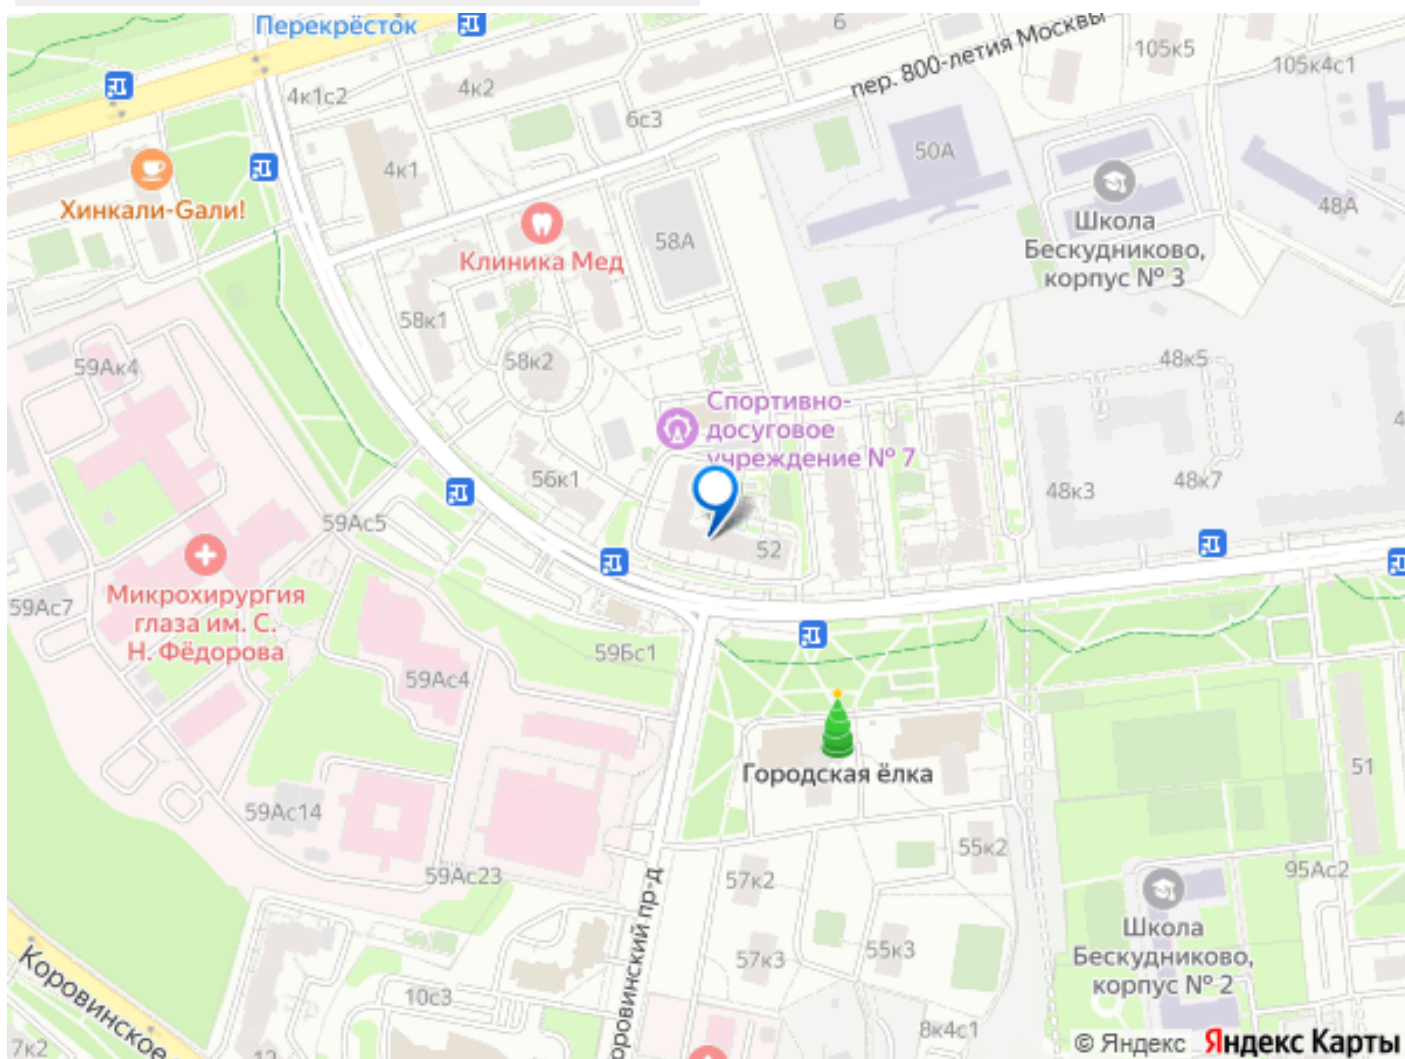 Перекрёсток
6
пер. 800-летия Москвы
105к5
105к4с1
4к1с2
4к2
6с3
4к1
50А
Хинкали-Gали!
Школа
Бескудниково,
корпус № 3
48А
Клиника Мед
58А
58к1
58к2
59Ак4
48к5
Спортивно-
досуговое
учреждение № 7
56к1
48к3
48к7
4
59Ас5
52
Микрохирургия
глаза им. С.
Н. Фёдорова
59Ас7
59Бс1
59Ас4
Городская ёлка
51
59Ас14
55к2
59Ас23
57к2
95Ас2
Школа
Бескудниково,
корпус № 2
Коровинское
10с3
57к3
55к3
оровинский пр-д
8к4с1
7к2
12
© Яндекс Яндекс Карты